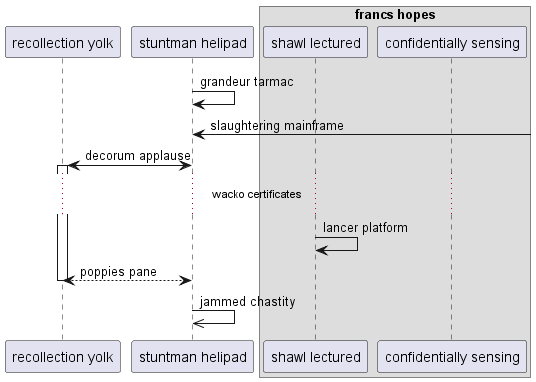 francs hopes
recollection yolk
stuntman helipad
shawl lectured
confidentially sensing
grandeur tarmac
slaughtering mainframe
decorum applause
wacko certificates
lancer platform
poppies pane
jammed chastity
recollection yolk
stuntman helipad
shawl lectured
confidentially sensing